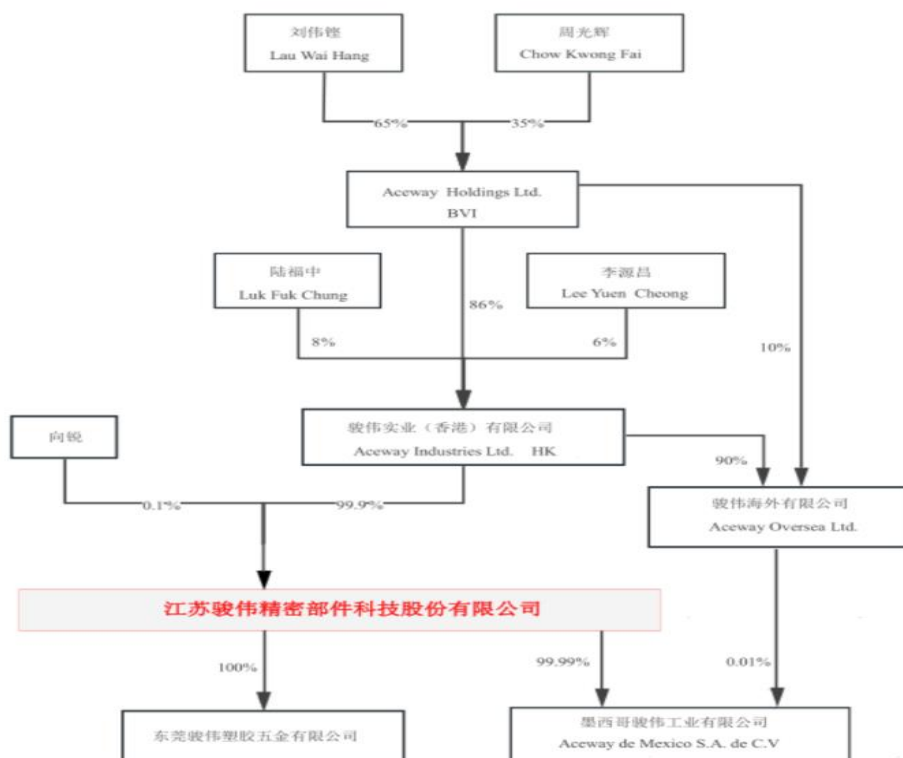 刘伟铿
Lau Wai Hang
周光辉
Chow Kwong Fai
65%
35%
Aceway Holdings Ltd.
BVI
陆福中
Luk Fuk Chung
李源昌
Lee Yuen Cheong
86%
8%
6%
10%
向锐
骏伟实业（香港）有限公司
Aceway Industries Ltd. HK
90%
0.1%
99.9%
骏伟海外有限公司
Aceway Oversea Ltd.
江苏骏伟精密部件科技股份有限公司
100%
99.99%
0.01%
东莞骏伟塑胶五金有限公司
墨西哥骏伟工业有限公司
Aceway de Mexico S.A. de C.V